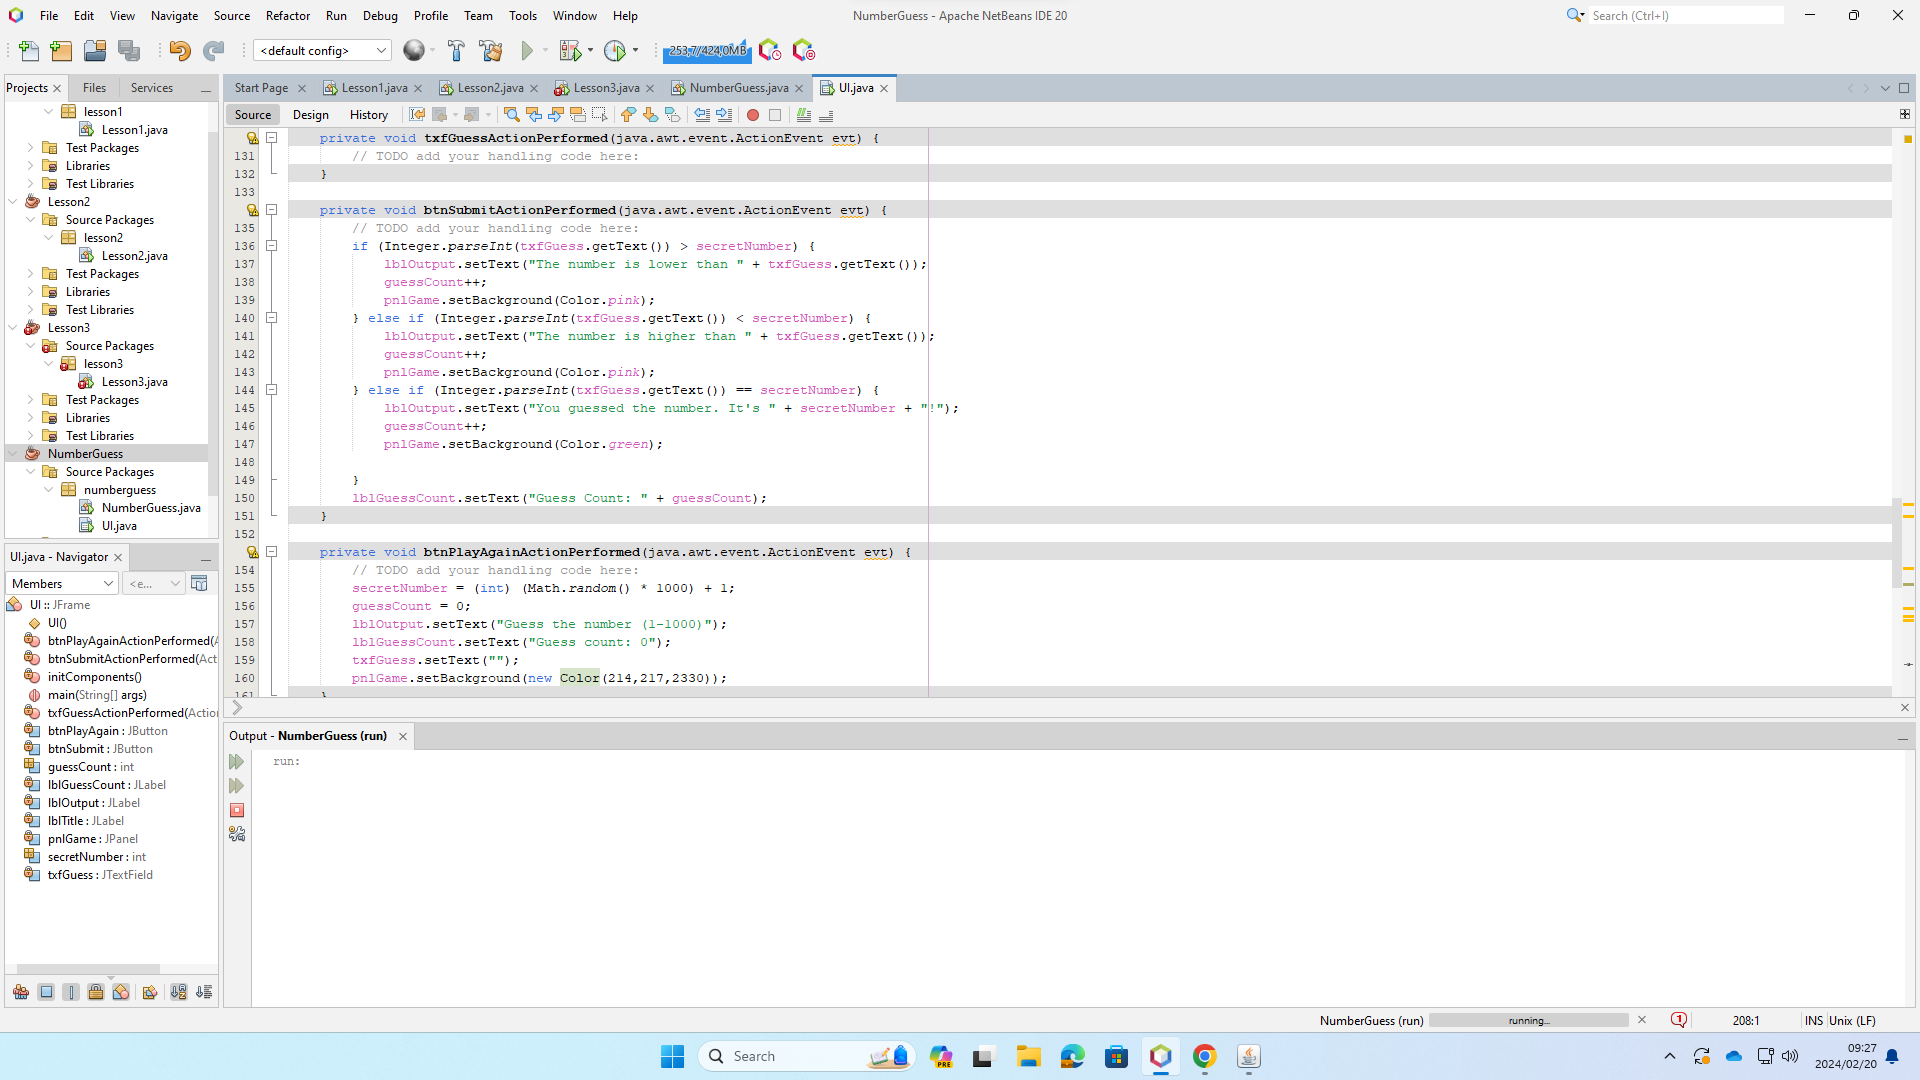 File Edit View Navigate Source Refactor Run Debug Profile Team Tools Window Help
NumberGuess - Apache NetBeans IDE 20
Search (Ctrl+I)
<default config>
253,7/424,0MB
Projects Files Services
Start Page Lesson1.java Lesson2.java Lesson3.java NumberGuess.java UI.java
Source Design History
lesson1
Lesson1.java
Test Packages
Libraries
Test Libraries
Lesson2
Source Packages
lesson2
Lesson2.java
Test Packages
Libraries
Test Libraries
Lesson3
Source Packages
lesson3
Lesson3.java
Test Packages
Libraries
Test Libraries
NumberGuess
Source Packages
numberguess
NumberGuess.java
UI.java
private void txfGuessActionPerformed(java.awt.event.ActionEvent evt) {
131 // TODO add your handling code here:
132 }
133
private void btnSubmitActionPerformed(java.awt.event.ActionEvent evt) {
135 // TODO add your handling code here:
136 if (Integer.parseInt(txfGuess.getText()) > secretNumber) {
137 lblOutput.setText("The number is lower than " + txfGuess.getText());
138 guessCount++;
139 pnlGame.setBackground(Color.pink);
140 } else if (Integer.parseInt(txfGuess.getText()) < secretNumber) {
141 lblOutput.setText("The number is higher than " + txfGuess.getText());
142 guessCount++;
143 pnlGame.setBackground(Color.pink);
144 } else if (Integer.parseInt(txfGuess.getText()) == secretNumber) {
145 lblOutput.setText("You guessed the number. It's " + secretNumber + "!");
146 guessCount++;
147 pnlGame.setBackground(Color.green);
148
149 }
150 lblGuessCount.setText("Guess Count: " + guessCount);
151 }
152
private void btnPlayAgainActionPerformed(java.awt.event.ActionEvent evt) {
154 // TODO add your handling code here:
155 secretNumber = (int) (Math.random() * 1000) + 1;
156 guessCount = 0;
157 lblOutput.setText("Guess the number (1-1000)");
158 lblGuessCount.setText("Guess count: 0");
159 txfGuess.setText("");
160 pnlGame.setBackground(new Color(214,217,2330));
161 }
UI.java - Navigator
Members <e...
UI :: JFrame
UI()
btnPlayAgainActionPerformed(A
btnSubmitActionPerformed(Act
initComponents()
main(String[] args)
txfGuessActionPerformed(Action
btnPlayAgain : JButton
btnSubmit : JButton
guessCount : int
lblGuessCount : JLabel
lblOutput : JLabel
lblTitle : JLabel
pnlGame : JPanel
secretNumber : int
txfGuess : JTextField
Output - NumberGuess (run)
run:
NumberGuess (run) running... 1 208:1 INS Unix (LF)
Search
PRE
09:27
2024/02/20